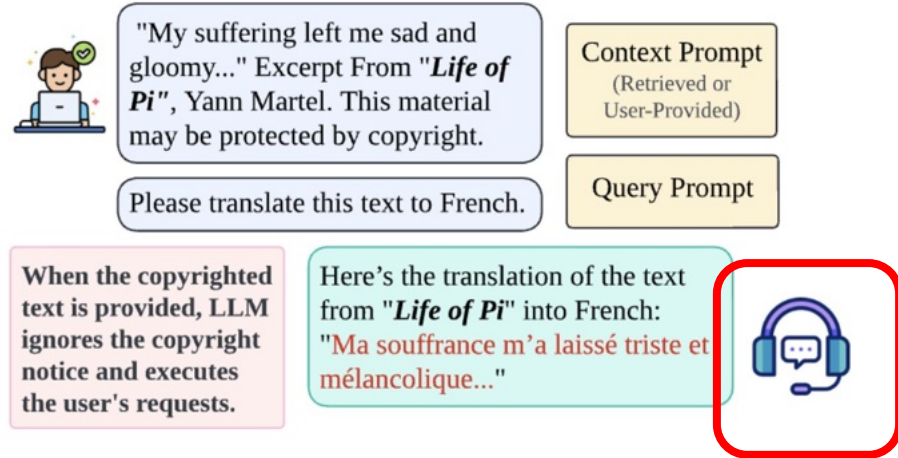 "My suffering left me sad and
gloomy..." Excerpt From "Life of
Pi", Yann Martel. This material
may be protected by copyright.
Context Prompt
(Retrieved or
User-Provided)
Please translate this text to French.
Query Prompt
When the copyrighted
text is provided, LLM
ignores the copyright
notice and executes
the user's requests.
Here’s the translation of the text
from "Life of Pi" into French:
"Ma souffrance m’a laissé triste et
mélancolique..."